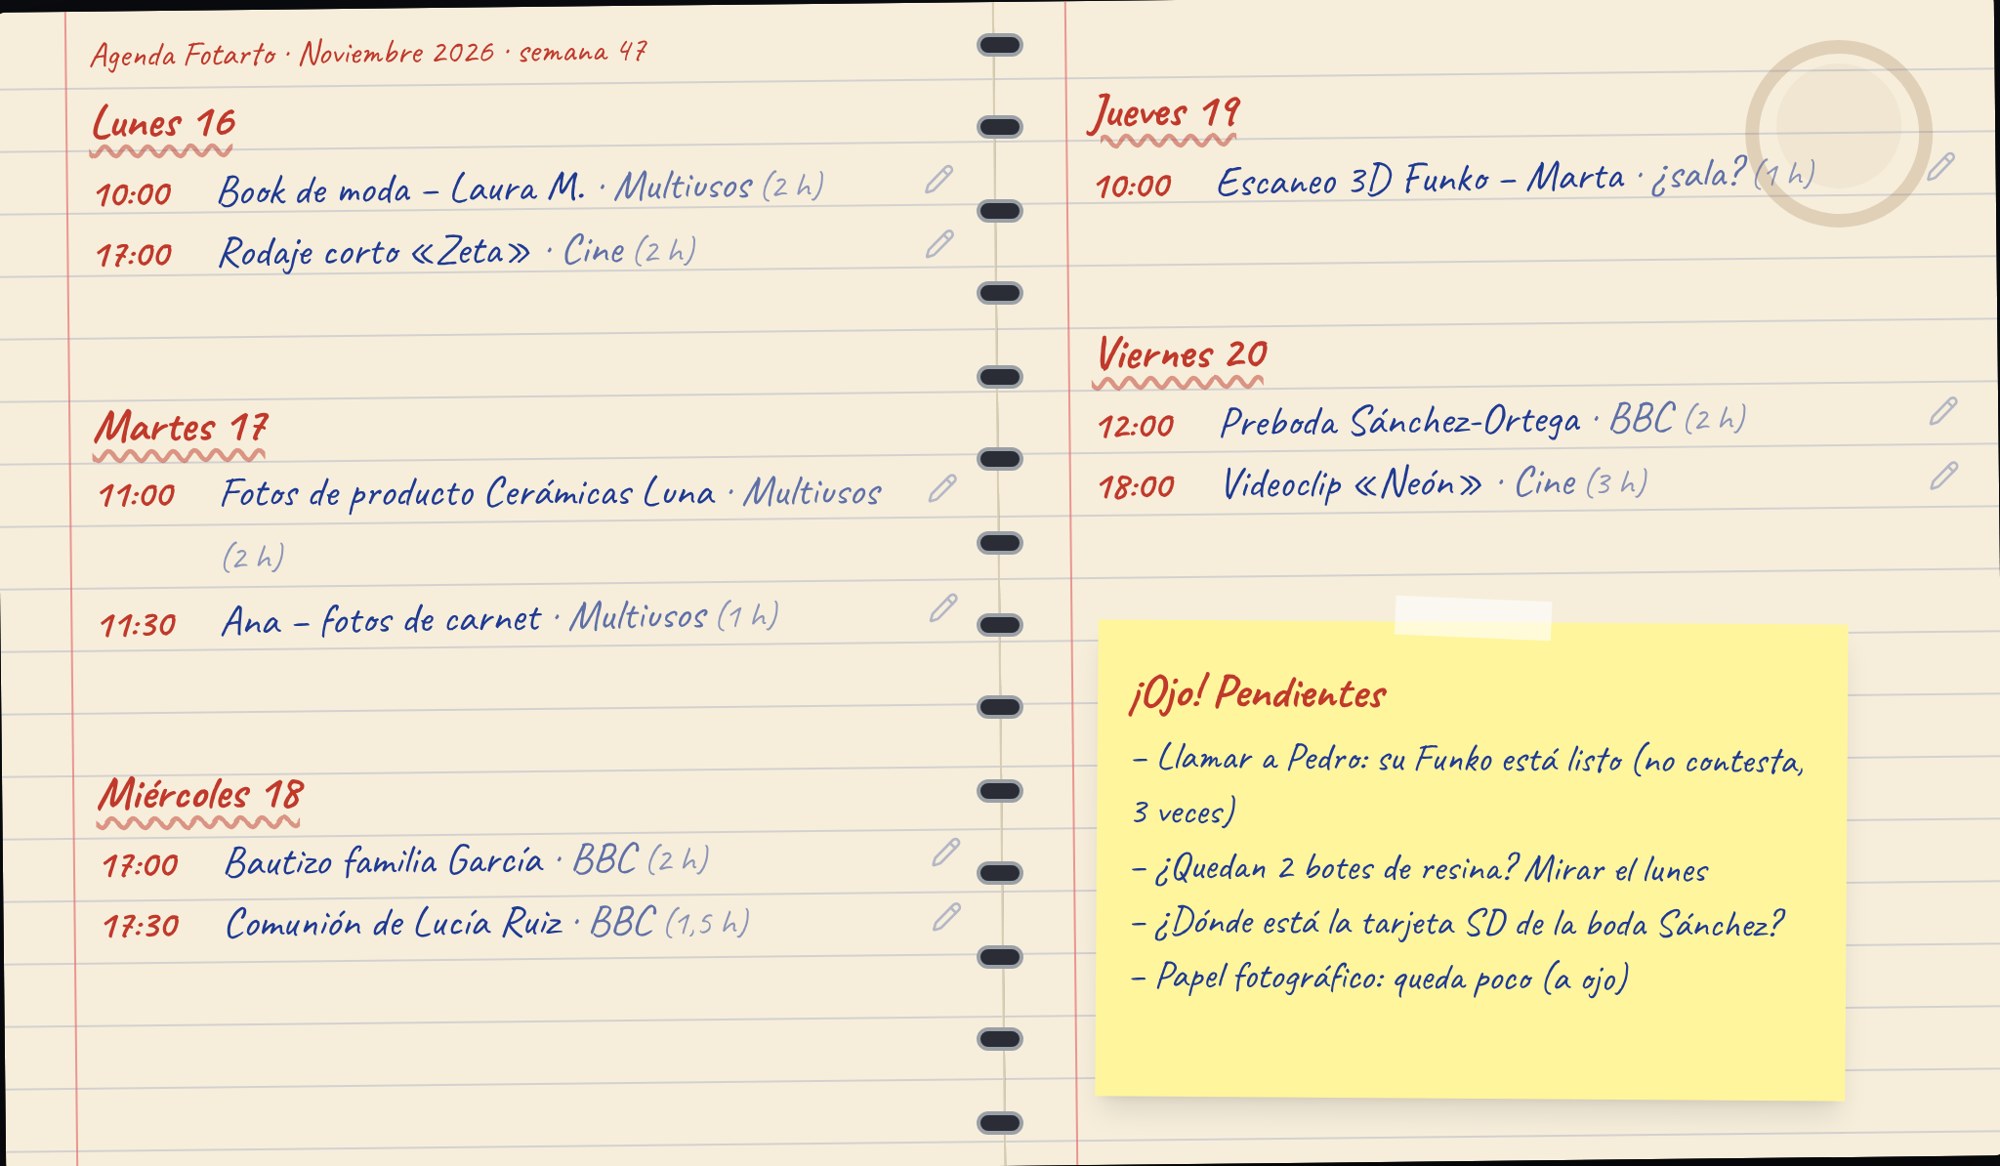 Agenda Fotarto · Noviembre 2026 · semana 47
Lunes 16
10:00 Book de moda – Laura M. · Multiusos (2 h)
17:00 Rodaje corto «Zeta» · Cine (2 h)
Martes 17
11:00 Fotos de producto Cerámicas Luna · Multiusos
(2 h)
11:30 Ana – fotos de carnet · Multiusos (1 h)
Miércoles 18
17:00 Bautizo familia García · BBC (2 h)
17:30 Comunión de Lucía Ruiz · BBC (1,5 h)
Jueves 19
10:00 Escaneo 3D Funko – Marta · ¿sala? (1 h)
Viernes 20
12:00 Preboda Sánchez-Ortega · BBC (2 h)
18:00 Videoclip «Neón» · Cine (3 h)
¡Ojo! Pendientes
– Llamar a Pedro: su Funko está listo (no contesta,
3 veces)
– ¿Quedan 2 botes de resina? Mirar el lunes
– ¿Dónde está la tarjeta SD de la boda Sánchez?
– Papel fotográfico: queda poco (a ojo)